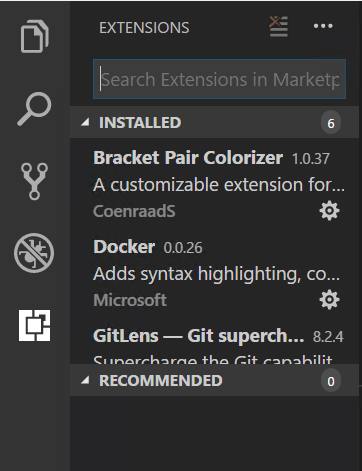 EXTENSIONS
Search Extensions in Marketp
INSTALLED 6
Bracket Pair Colorizer 1.0.37
A customizable extension for...
CoenraadS
Docker 0.0.26
Adds syntax highlighting, co...
Microsoft
GitLens — Git superch... 8.2.4
Supercharge the Git capabilit
RECOMMENDED 0